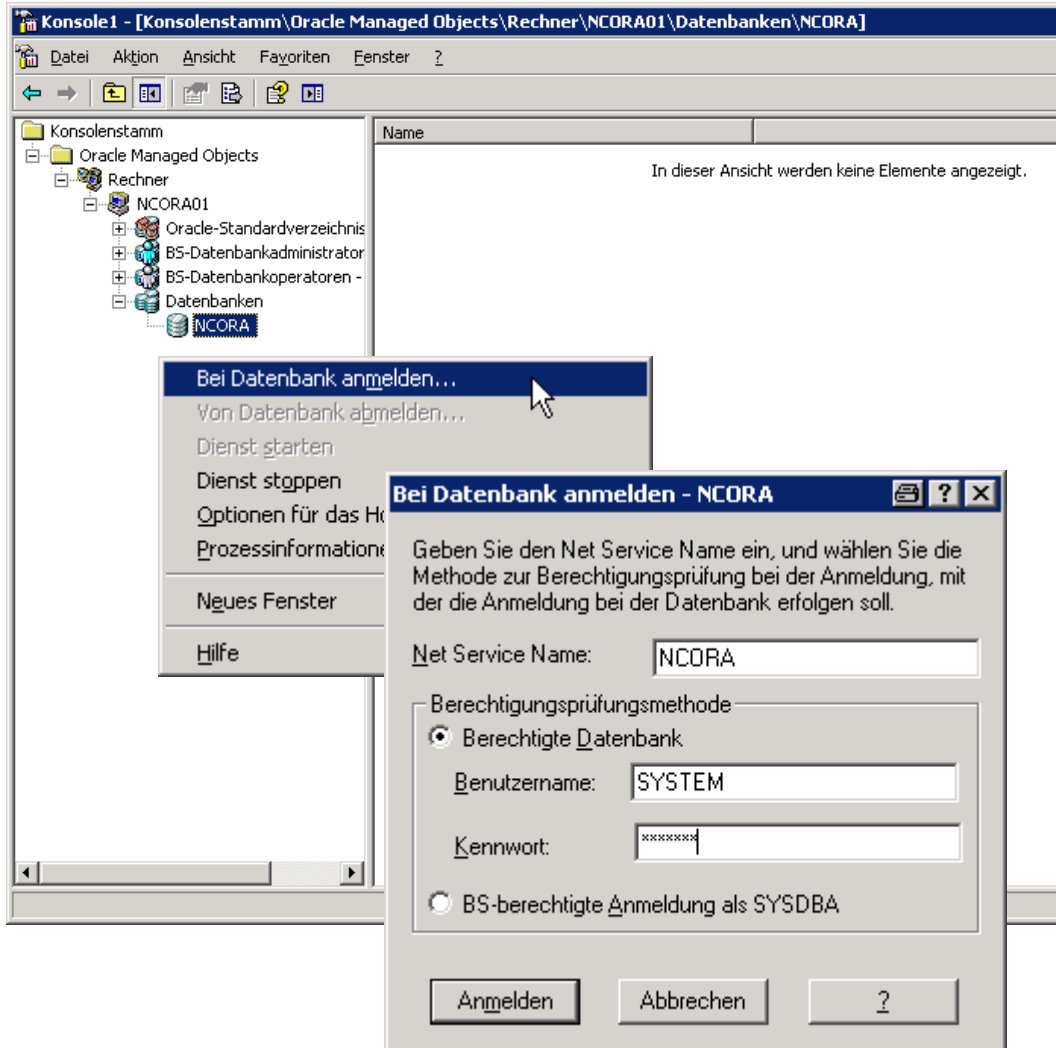 Konsole1 - [Konsolenstamm\Oracle Managed Objects\Rechner\NCORA01\Datenbanken\NCORA]
Datei Aktion Ansicht Favoriten Fenster ?
Konsolenstamm
Oracle Managed Objects
Rechner
NCORA01
Oracle-Standardverzeichnis
BS-Datenbankadministrator
BS-Datenbankoperatoren -
Datenbanken
NCORA
Name
In dieser Ansicht werden keine Elemente angezeigt.
Bei Datenbank anmelden...
Von Datenbank abmelden...
Dienst starten
Dienst stoppen
Optionen für das H
Prozessinformatione
Neues Fenster
Hilfe
Bei Datenbank anmelden - NCORA
Geben Sie den Net Service Name ein, und wählen Sie die
Methode zur Berechtigungsprüfung bei der Anmeldung, mit
der die Anmeldung bei der Datenbank erfolgen soll.
Net Service Name: NCORA
Berechtigungsprüfungsmethode
Berechtigte Datenbank
Benutzername: SYSTEM
Kennwort: *******
BS-berechtigte Anmeldung als SYSDBA
Anmelden Abbrechen ?